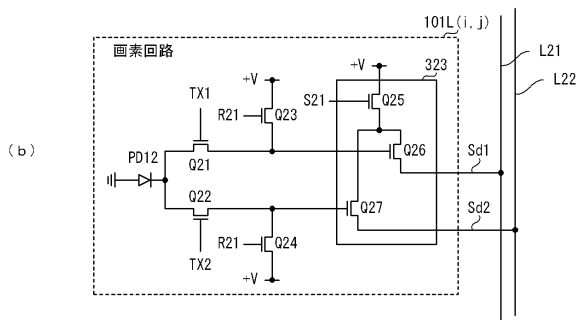 101L(i,j)
画素回路
323
L21
L22
+V
+V
TX1
S21
Q25
R21
Q23
(b)
PD12
Q21
Q26
Sd1
Q22
Q27
Sd2
R21
Q24
TX2
+V